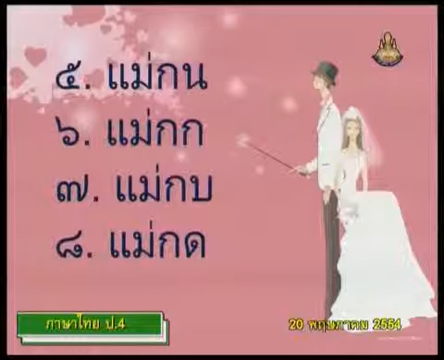 ๕. แม่กน
๖. แม่กก
๗. แม่กบ
๘. แม่กด
ภาษาไทย ป.4
20 พฤษภาคม 2554